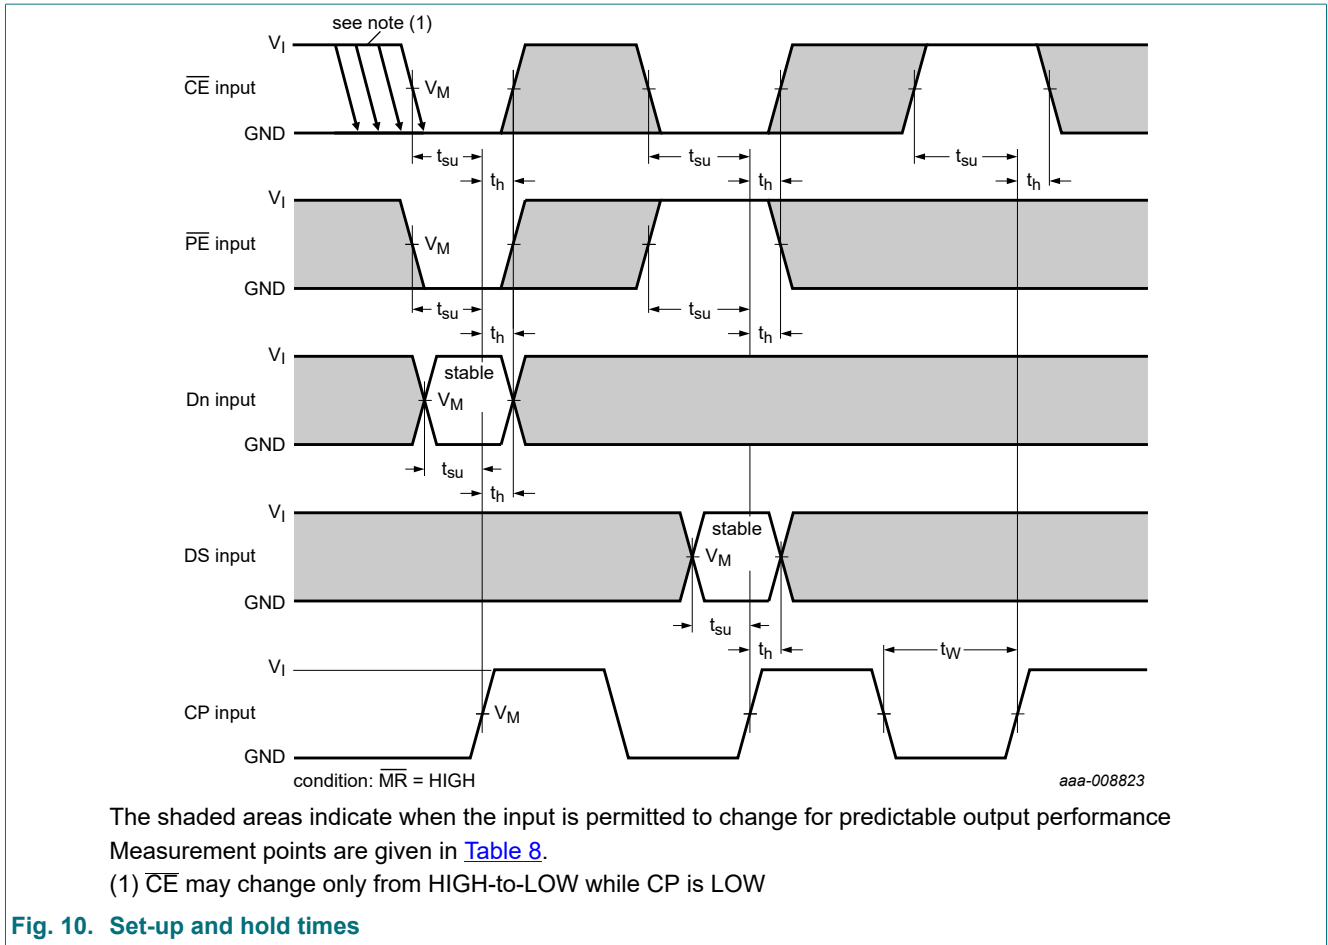 see note (1)
VI
CE input
VM
GND
tsu tsu tsu
th th th
VI
PE input
VM
GND
tsu tsu
th th
VI
stable
Dn input
VM
GND
tsu
th
VI
stable
DS input
VM
GND
tsu
th tW
VI
CP input
VM
GND
condition: MR = HIGH
aaa-008823
The shaded areas indicate when the input is permitted to change for predictable output performance
Measurement points are given in Table 8.
(1) CE may change only from HIGH-to-LOW while CP is LOW
Fig. 10. Set-up and hold times